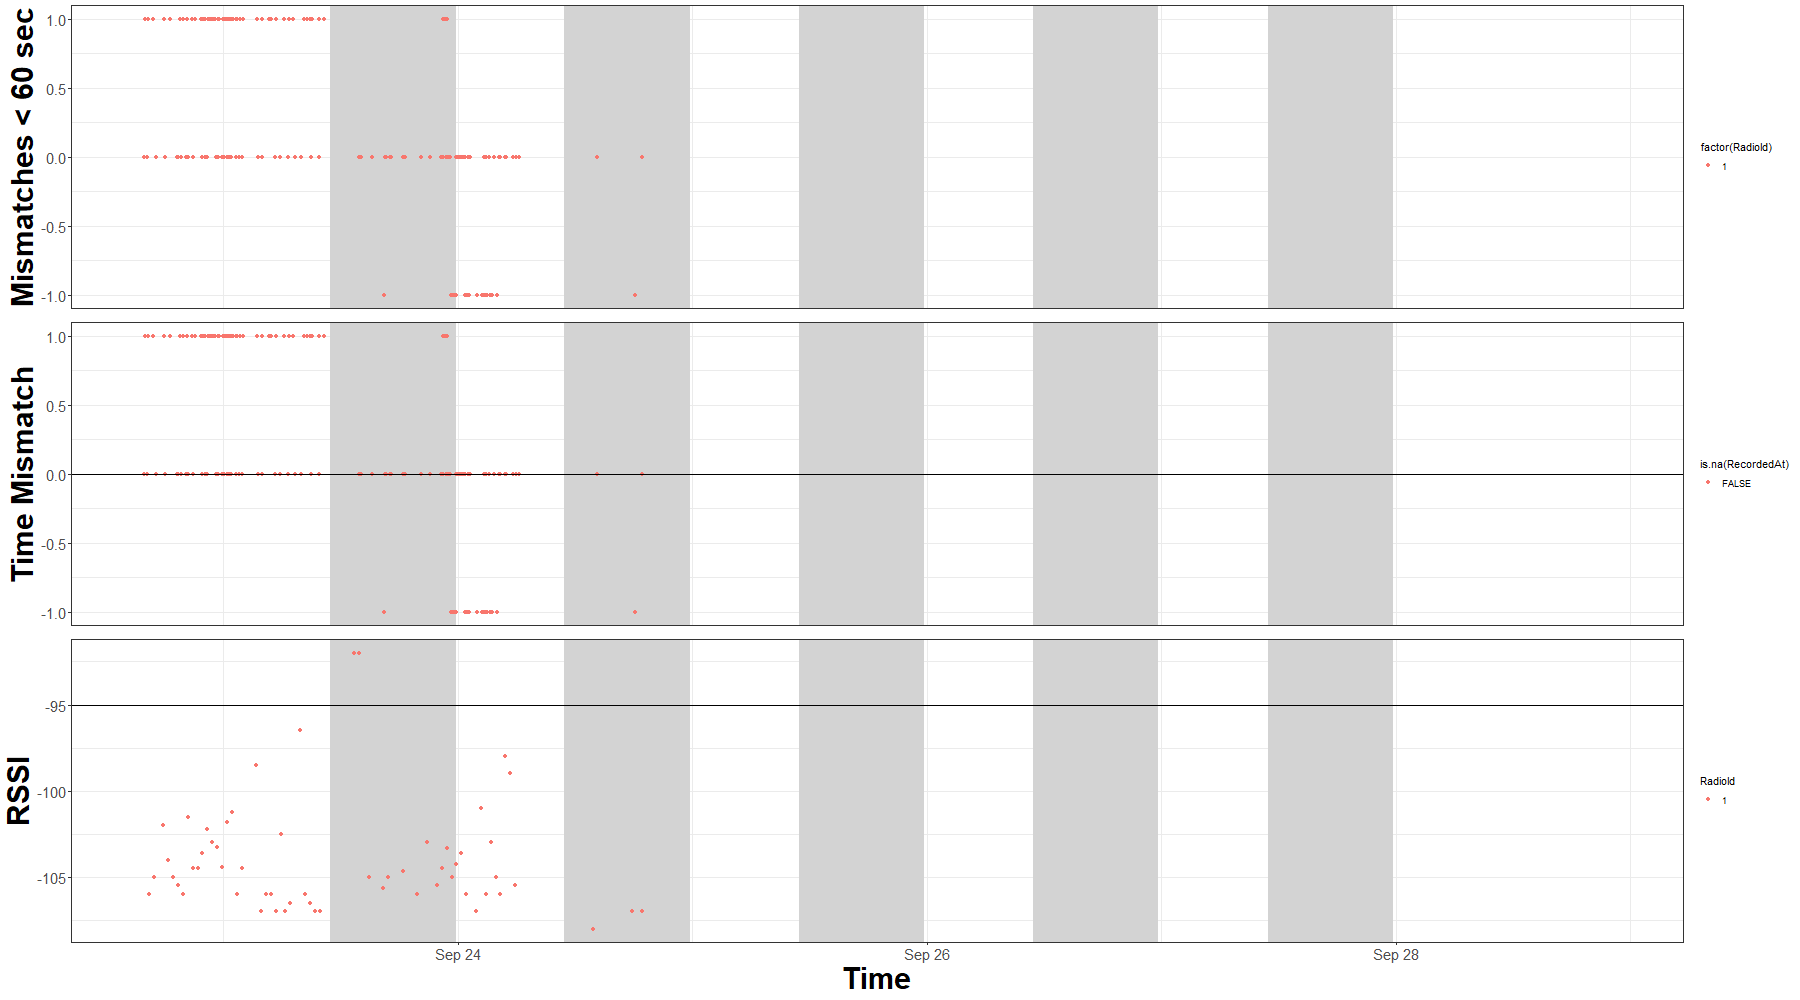 Mismatches < 60 sec
1.0
0.5
0.0
-0.5
-1.0
factor(RadioId)
1
Time Mismatch
1.0
0.5
0.0
-0.5
-1.0
is.na(RecordedAt)
FALSE
RSSI
-95
-100
-105
RadioId
1
Sep 24
Sep 26
Sep 28
Time